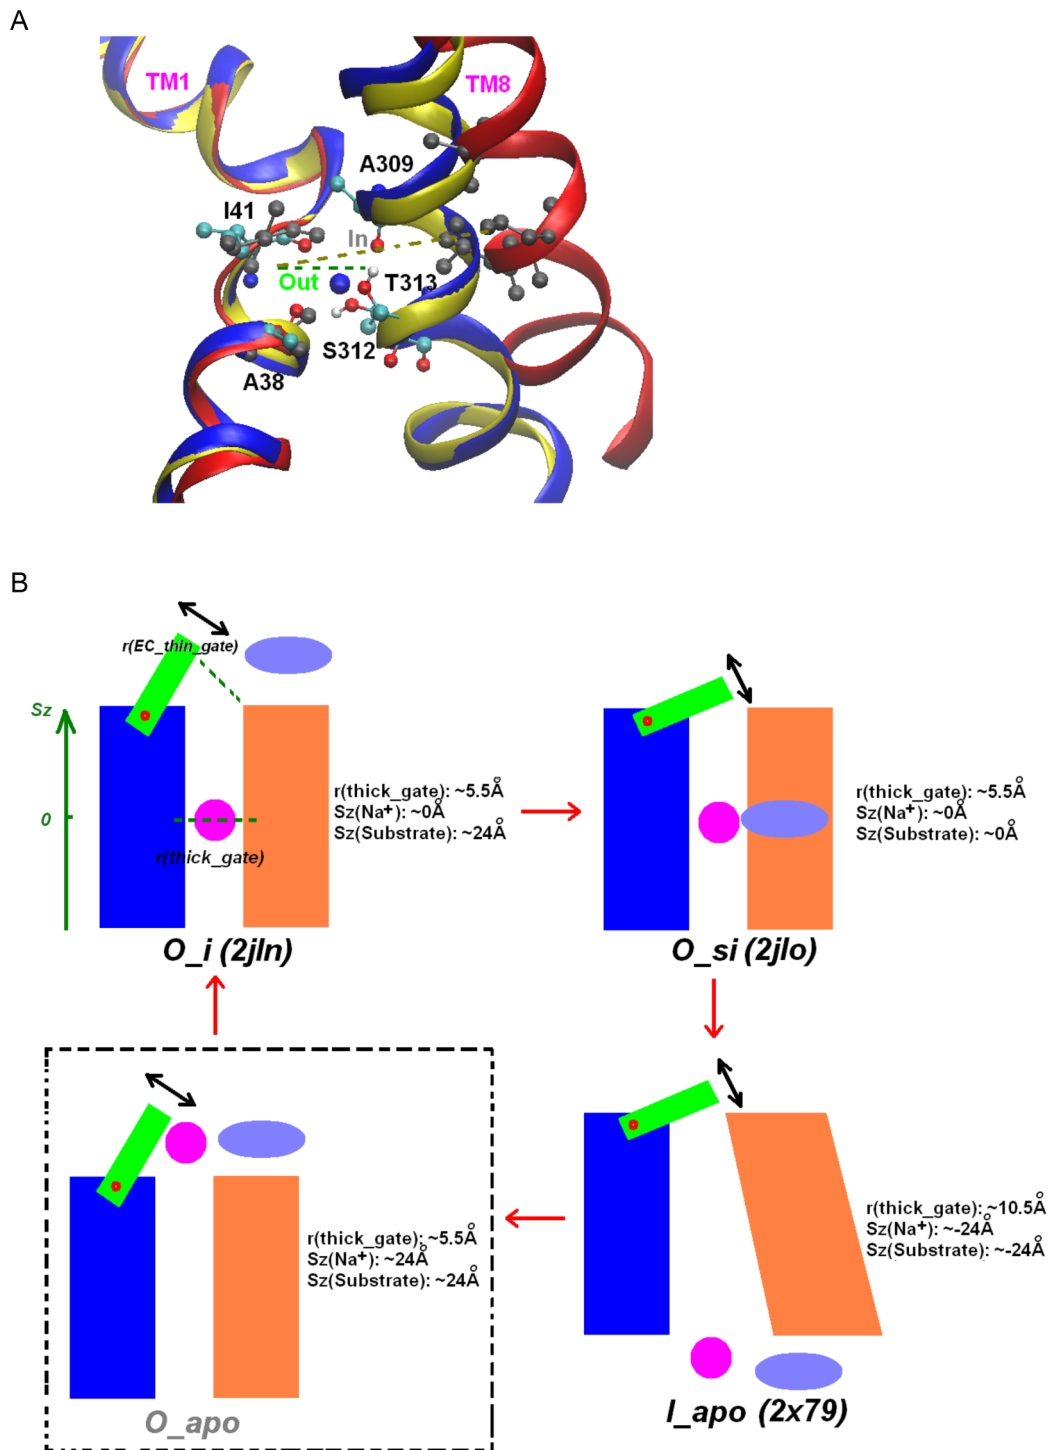 A
TM1
TM8
A309
I41
In
Out
T313
S312
A38
B
r(EC_thin_gate)
Sz
0
r(thick_gate)
r(thick_gate): ~5.5Å
Sz(Na+): ~0Å
Sz(Substrate): ~24Å
O_i (2jln)
r(thick_gate): ~5.5Å
Sz(Na+): ~0Å
Sz(Substrate): ~0Å
O_si (2jlo)
r(thick_gate): ~5.5Å
Sz(Na+): ~24Å
Sz(Substrate): ~24Å
O_apo
r(thick_gate): ~10.5Å
Sz(Na+): ~-24Å
Sz(Substrate): ~-24Å
I_apo (2x79)